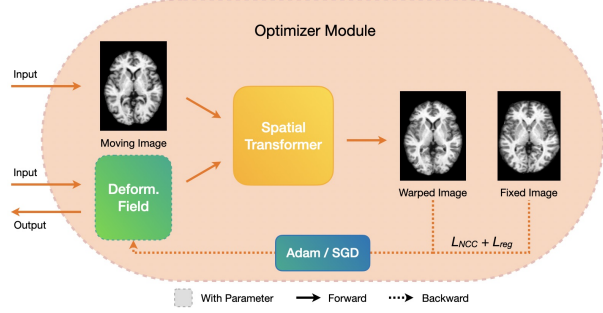 Optimizer Module
Input
Moving Image
Spatial
Transformer
Input
Deform.
Field
Output
Warped Image
Fixed Image
L_NCC + L_reg
Adam / SGD
With Parameter
Forward
Backward